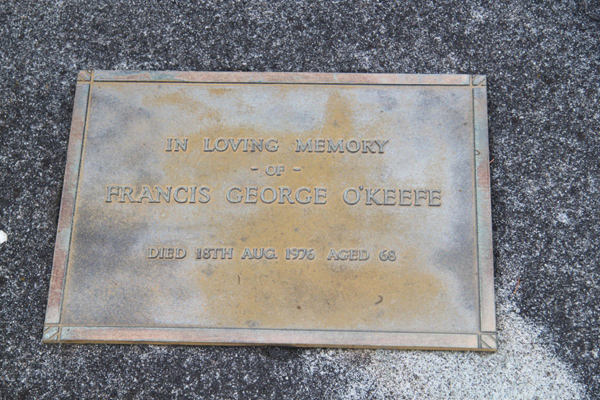 IN LOVING MEMORY
- OF -
FRANCIS GEORGE O'KEEFE
DIED 18TH AUG. 1976 AGED 68